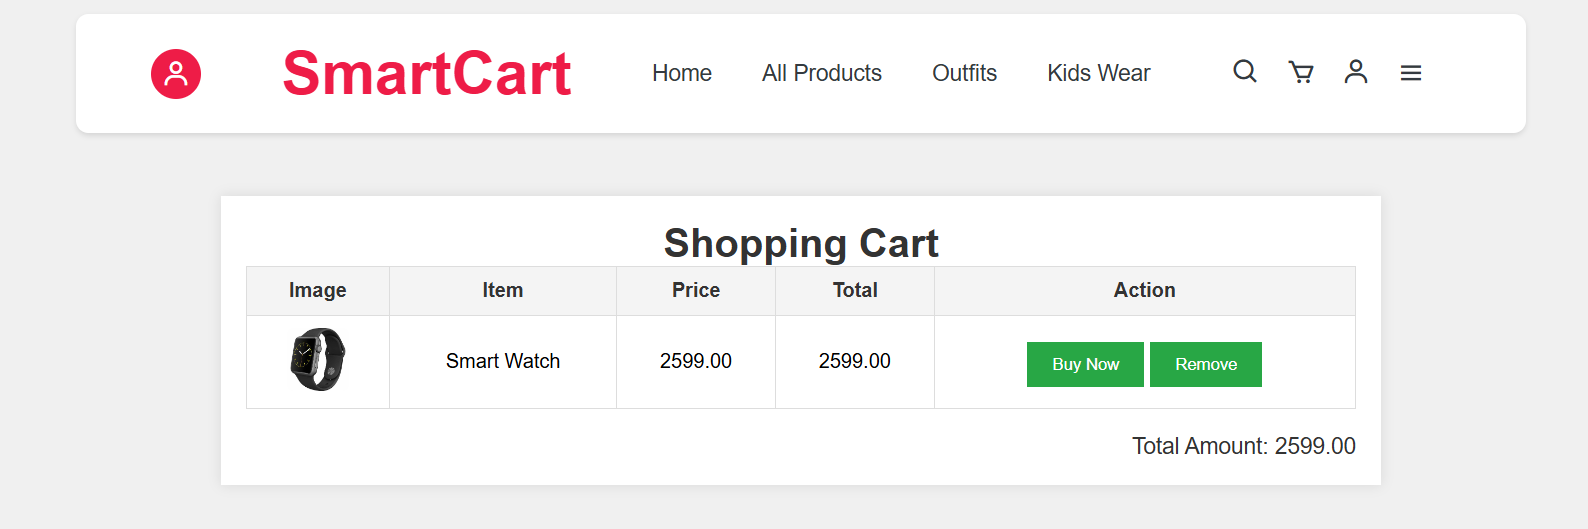 SmartCart Home All Products Outfits Kids Wear
Shopping Cart
Image Item Price Total Action
Smart Watch 2599.00 2599.00 Buy Now Remove
Total Amount: 2599.00